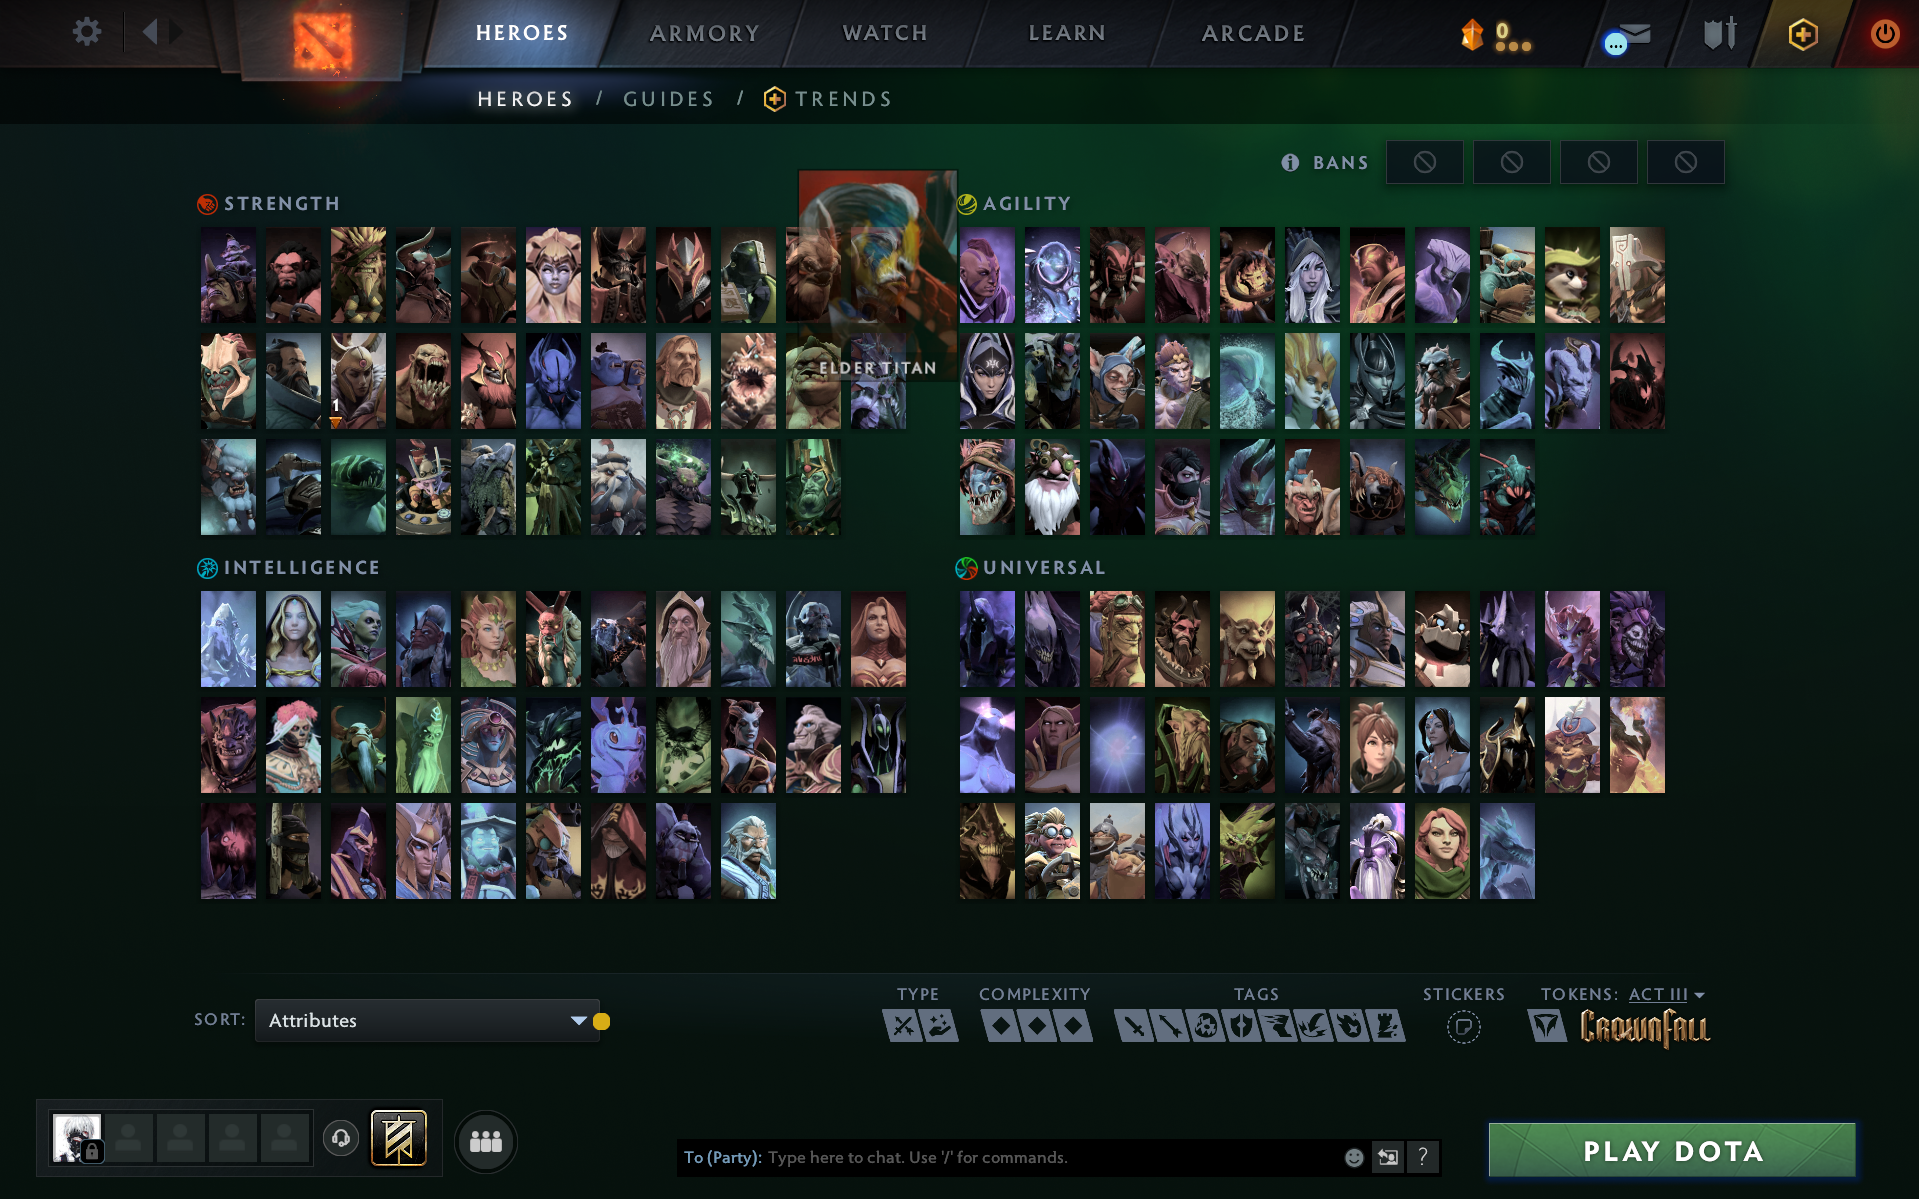 HEROES
ARMORY
WATCH
LEARN
ARCADE
0
HEROES / GUIDES / TRENDS
BANS
STRENGTH
AGILITY
ELDER TITAN
1
INTELLIGENCE
UNIVERSAL
TYPE
COMPLEXITY
TAGS
STICKERS
TOKENS: ACT III
SORT: Attributes
CROWNFALL
To (Party): Type here to chat. Use '/' for commands.
?
PLAY DOTA